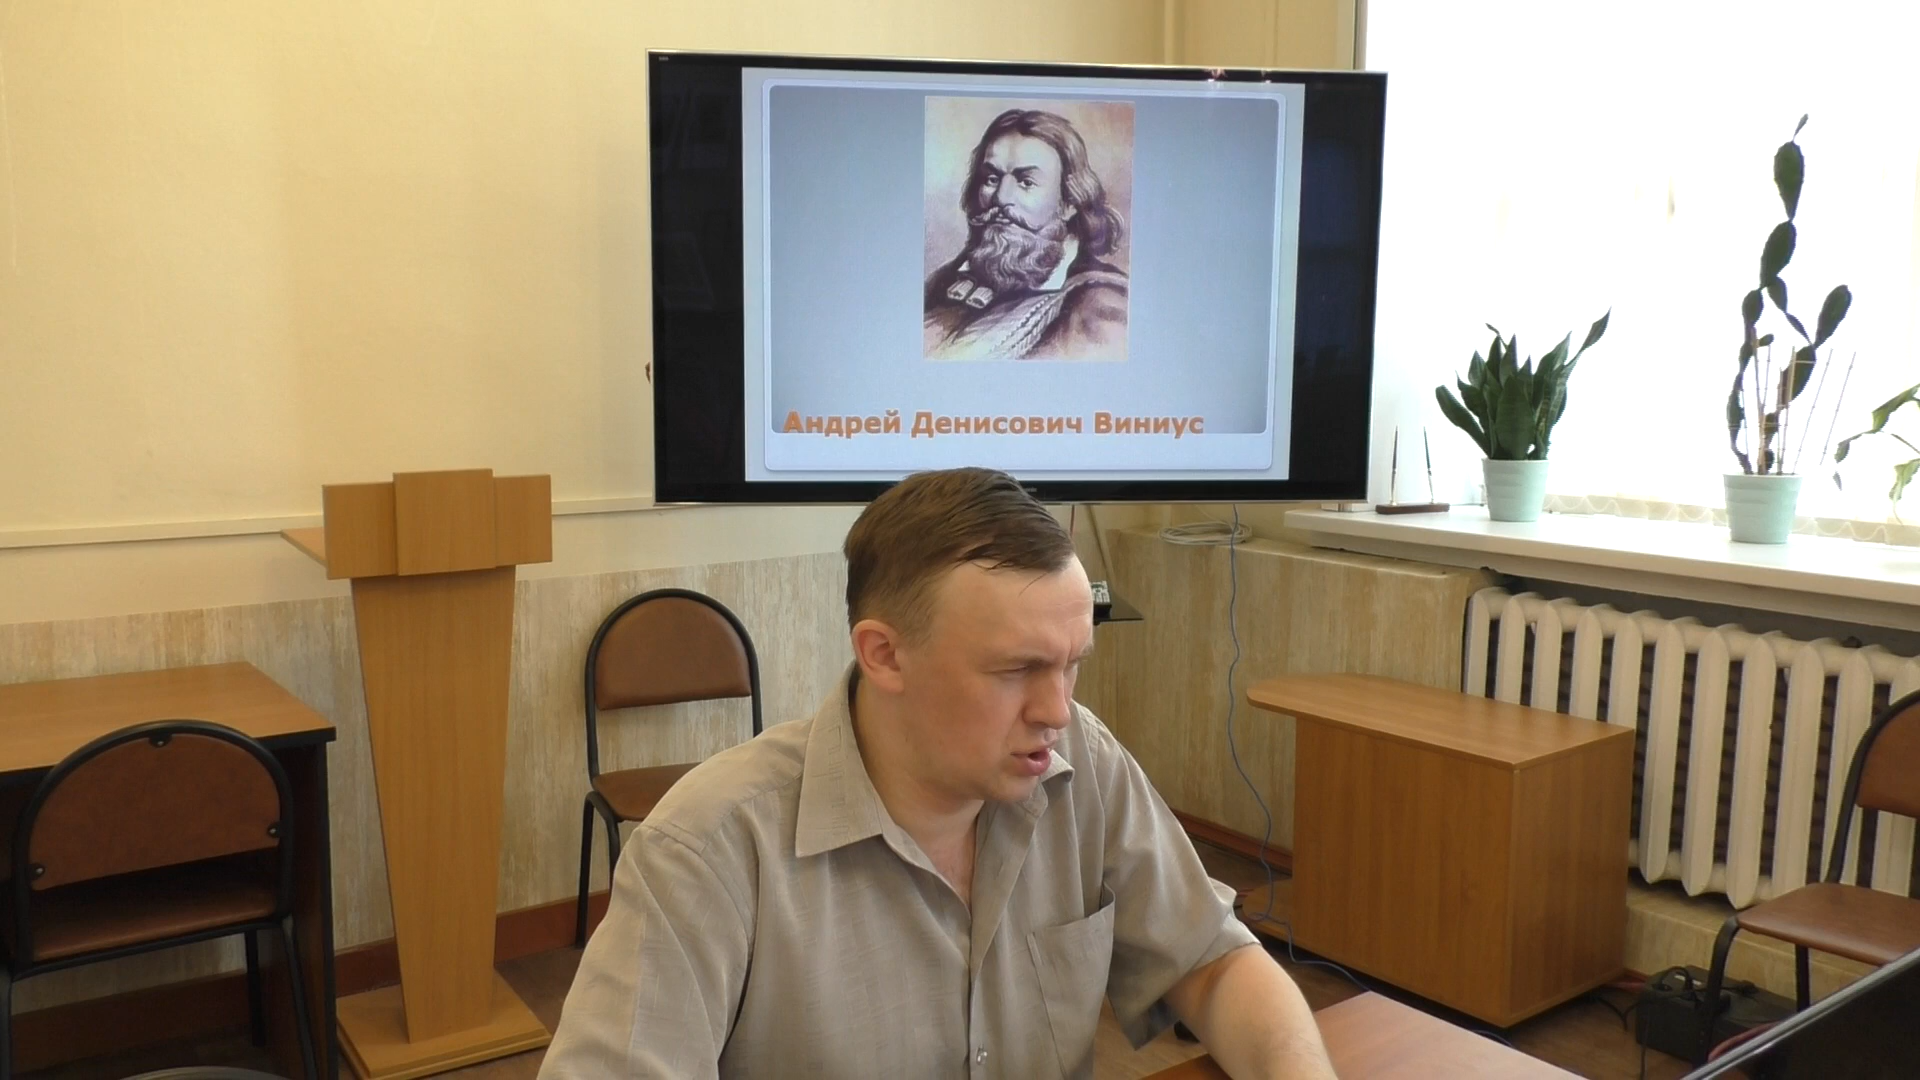 Андрей Денисович Виниус